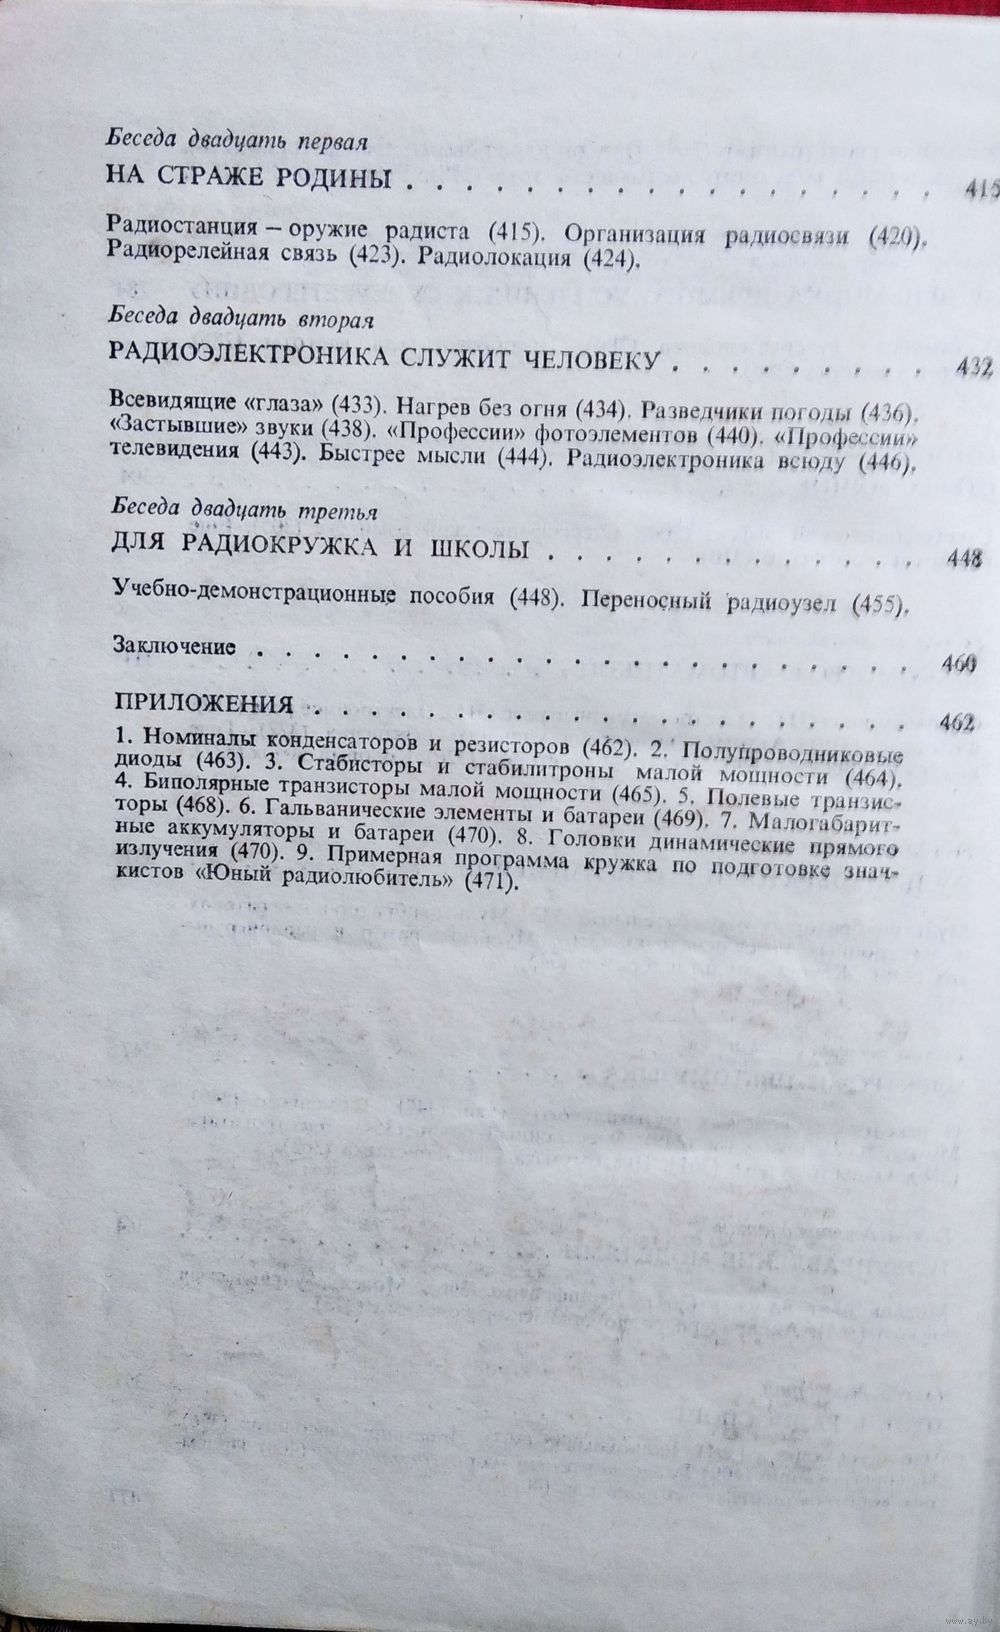 Беседа двадцать первая
НА СТРАЖЕ РОДИНЫ . . . . . . . . . . . . . . . . . . . 415
Радиостанция – оружие радиста (415). Организация радиосвязи (420).
Радиорелейная связь (423). Радиолокация (424).
Беседа двадцать вторая
РАДИОЭЛЕКТРОНИКА СЛУЖИТ ЧЕЛОВЕКУ . . . . . . . . . 432
Всевидящие «глаза» (433). Нагрев без огня (434). Разведчики погоды (436).
«Застывшие» звуки (438). «Профессии» фотоэлементов (440). «Профессии»
телевидения (443). Быстрее мысли (444). Радиоэлектроника всюду (446).
Беседа двадцать третья
ДЛЯ РАДИОКРУЖКА И ШКОЛЫ . . . . . . . . . . . . . 448
Учебно-демонстрационные пособия (448). Переносный радиоузел (455).
Заключение . . . . . . . . . . . . . . . . . . . . . . . 460
ПРИЛОЖЕНИЯ . . . . . . . . . . . . . . . . . . . . . 462
1. Номиналы конденсаторов и резисторов (462). 2. Полупроводниковые
диоды (463). 3. Стабисторы и стабилитроны малой мощности (464).
4. Биполярные транзисторы малой мощности (465). 5. Полевые транзис-
торы (468). 6. Гальванические элементы и батареи (469). 7. Малогабарит-
ные аккумуляторы и батареи (470). 8. Головки динамические прямого
излучения (470). 9. Примерная программа кружка по подготовке знач-
кистов «Юный радиолюбитель» (471).
www.ay.by